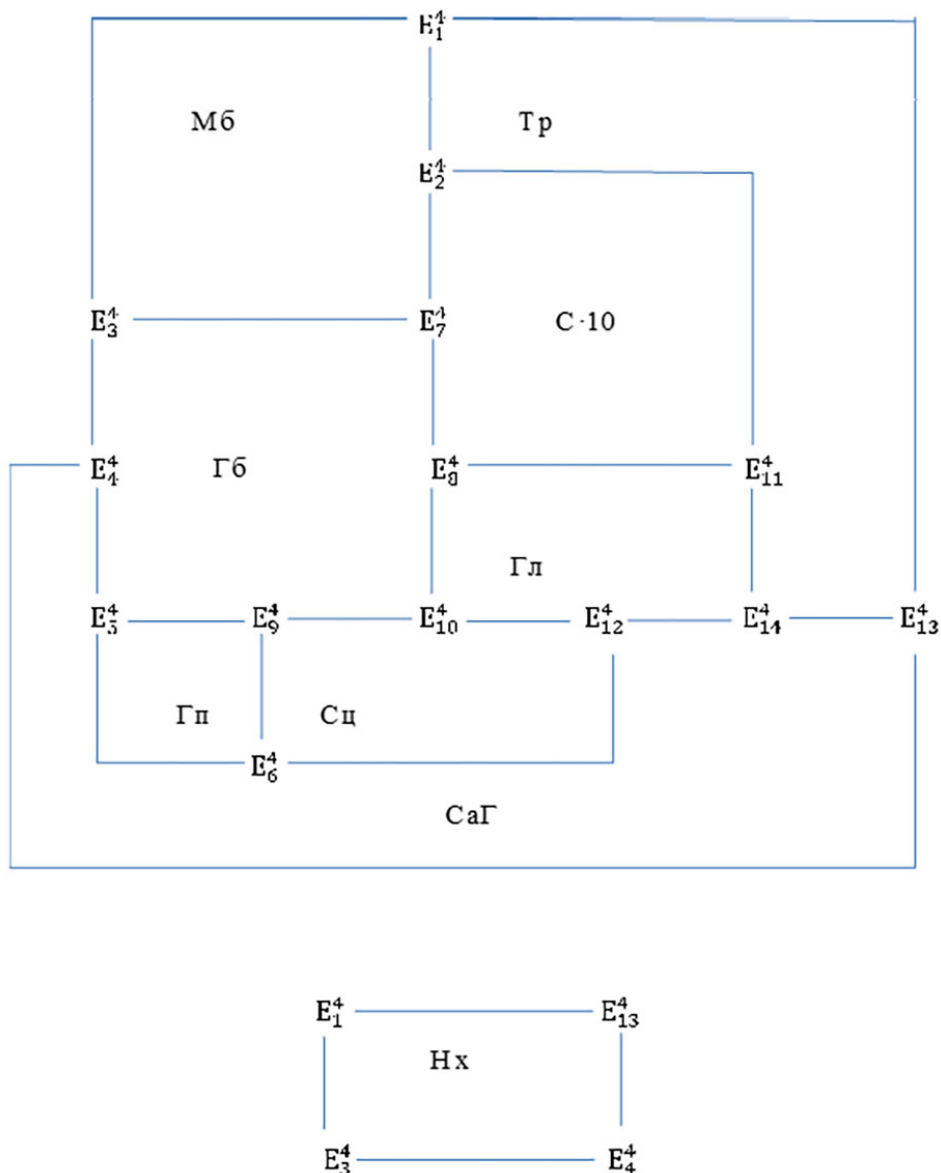 E₁⁴
Мб Тр
E₂⁴
E₃⁴ E₇⁴ С·10
E₄⁴ Гб E₈⁴ E₁₁⁴
Гл
E₅⁴ E₉⁴ E₁₀⁴ E₁₂⁴ E₁₄⁴ E₁₃⁴
Гп Сц
E₆⁴
СаГ
E₁⁴ E₁₃⁴
Нх
E₃⁴ E₄⁴